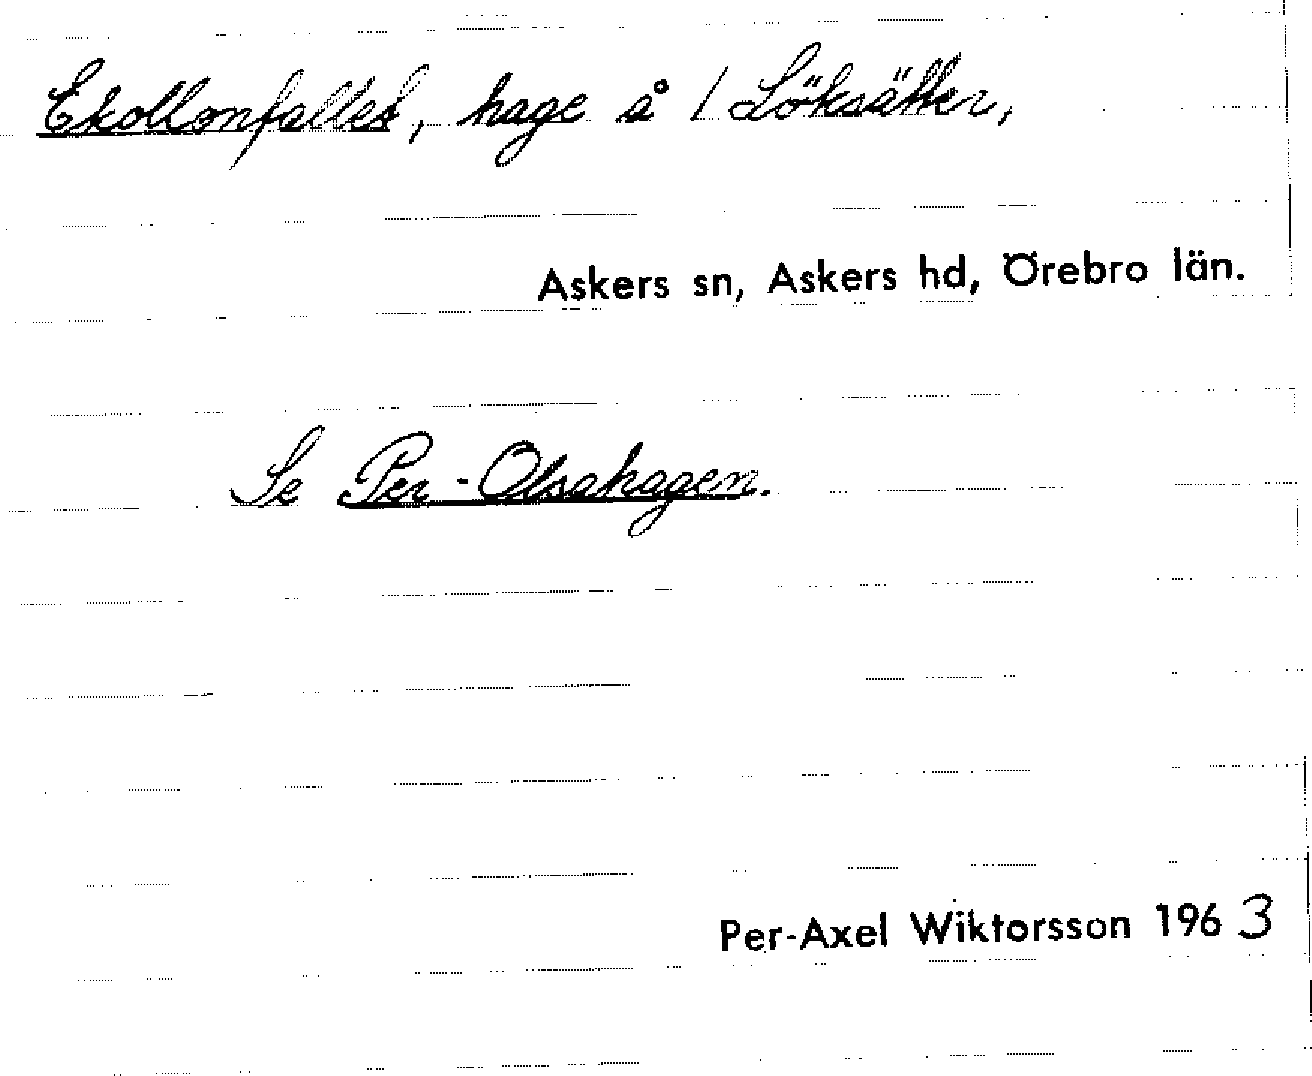 Ekollonfallet, hage å / Löksätter,
Askers sn, Askers hd, Örebro län.
Se Per-Olsahagen.
Per-Axel Wiktorsson 1963